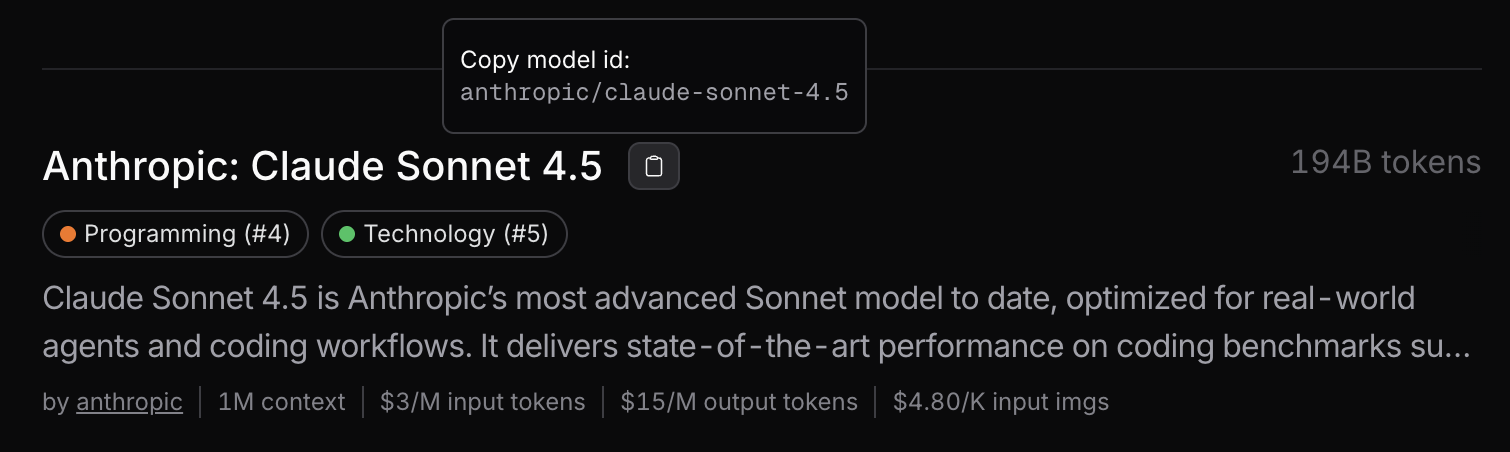 Copy model id:
anthropic/claude-sonnet-4.5
Anthropic: Claude Sonnet 4.5
194B tokens
Programming (#4)
Technology (#5)
Claude Sonnet 4.5 is Anthropic’s most advanced Sonnet model to date, optimized for real-world
agents and coding workflows. It delivers state-of-the-art performance on coding benchmarks su...
by anthropic
1M context
$3/M input tokens
$15/M output tokens
$4.80/K input imgs